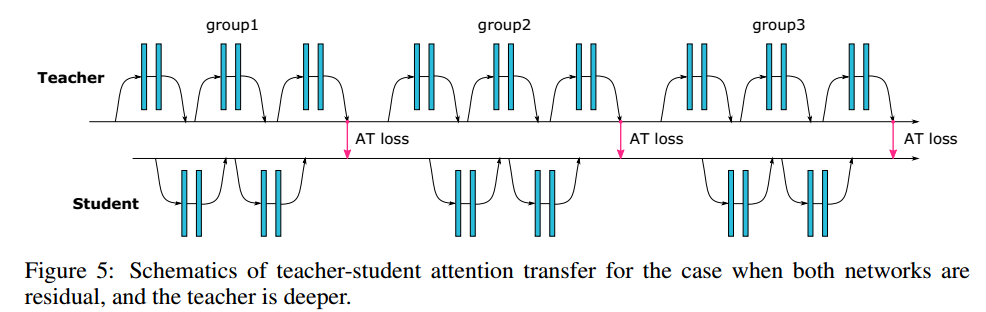 group1 group2 group3
Teacher
AT loss AT loss AT loss
Student
Figure 5: Schematics of teacher-student attention transfer for the case when both networks are
residual, and the teacher is deeper.